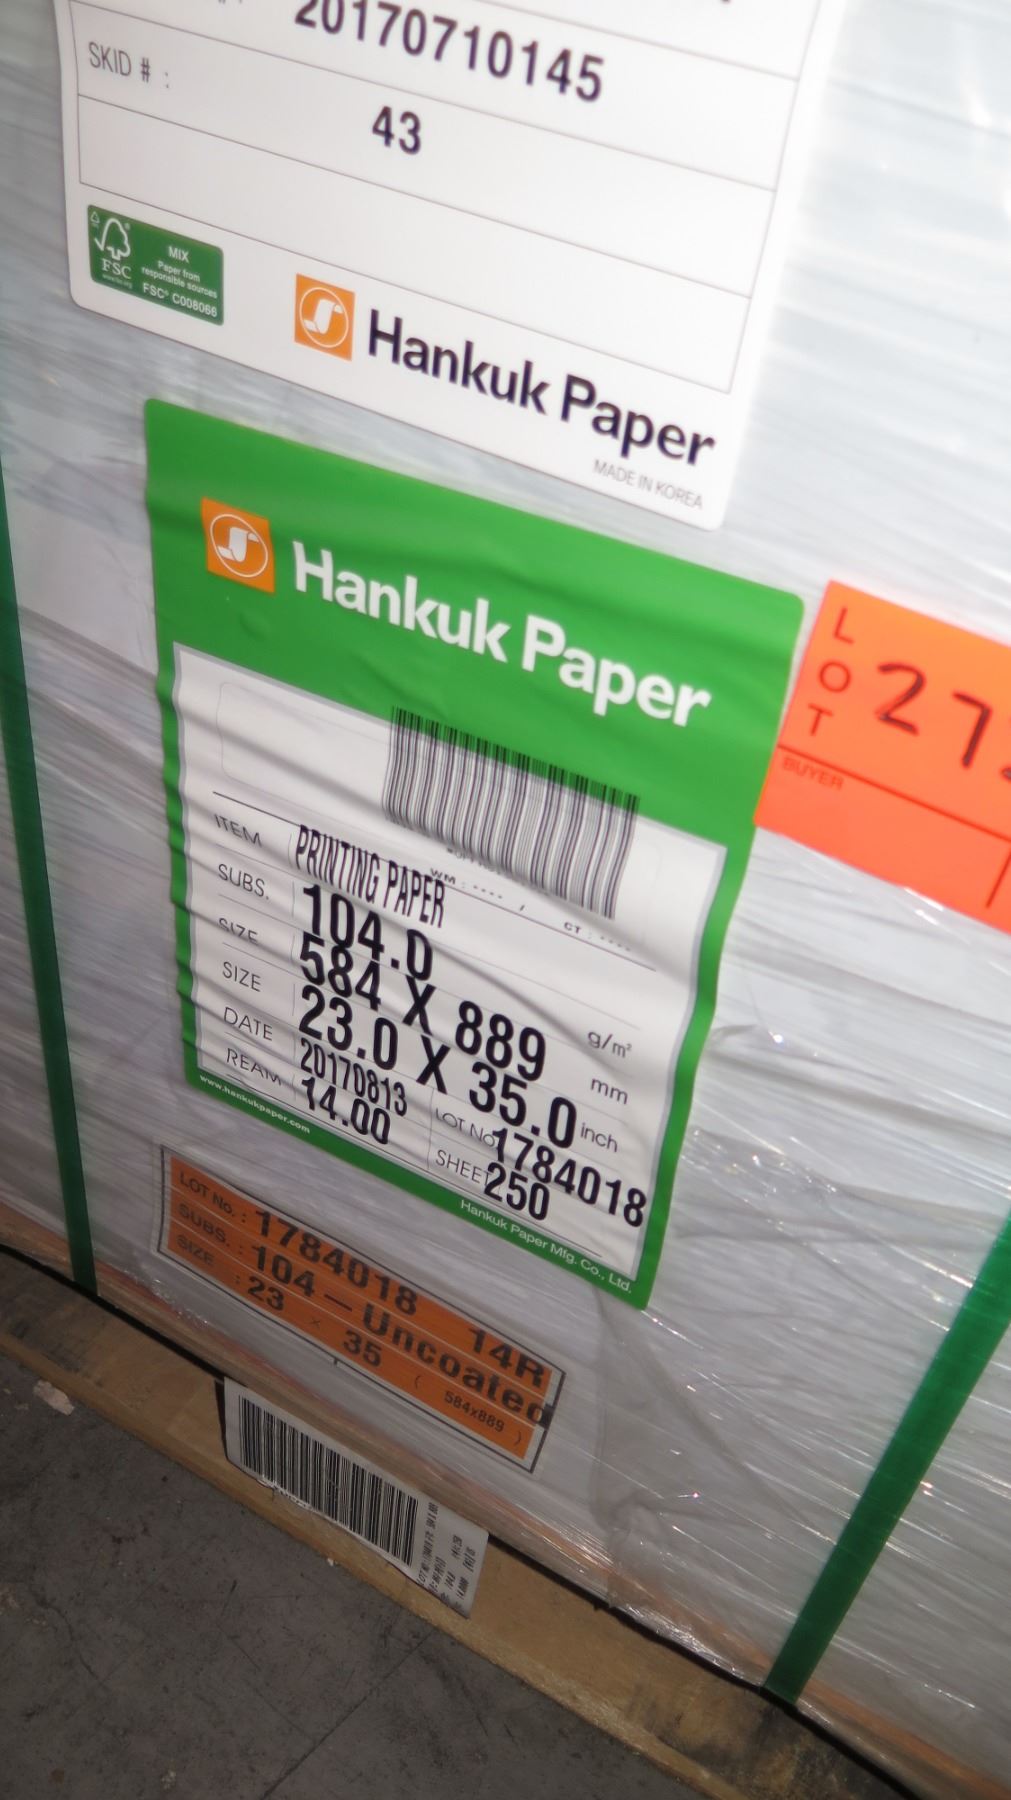 20170710145
SKID # :
43
FSC
MIX
Paper from
responsible sources
FSC® C008066
Hankuk Paper
MADE IN KOREA
Hankuk Paper
LOT 27
BUYER
WM : ---- / CT : ----
ITEM PRINTING PAPER
SUBS. 104.0 g/m²
SIZE 584 X 889 mm
SIZE 23.0 X 35.0 inch
DATE 20170813 LOT No 1784018
REAM 14.00 SHEET 250
www.hankukpaper.com
Hankuk Paper Mfg. Co., Ltd.
LOT No. : 1784018 14R
SUBS. : 104 — Uncoated
SIZE : 23 × 35 ( 584x889 )